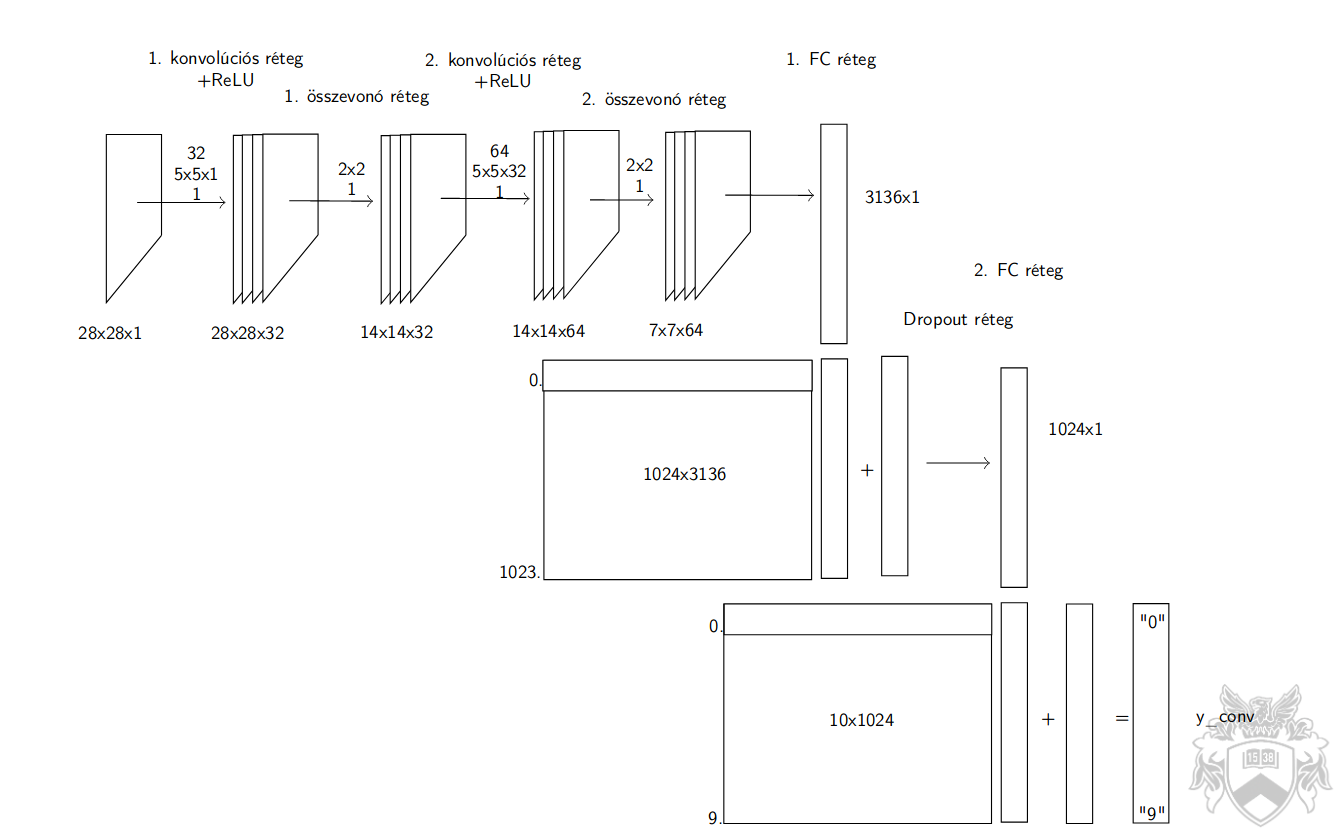 1. konvolúciós réteg
+ReLU
1. összevonó réteg
2. konvolúciós réteg
+ReLU
2. összevonó réteg
1. FC réteg
32
5x5x1
1
2x2
1
64
5x5x32
1
2x2
1
3136x1
28x28x1
28x28x32
14x14x32
14x14x64
7x7x64
2. FC réteg
Dropout réteg
0.
1024x3136
1023.
+
1024x1
0.
10x1024
9.
+
=
"0"
"9"
y_conv
15 38